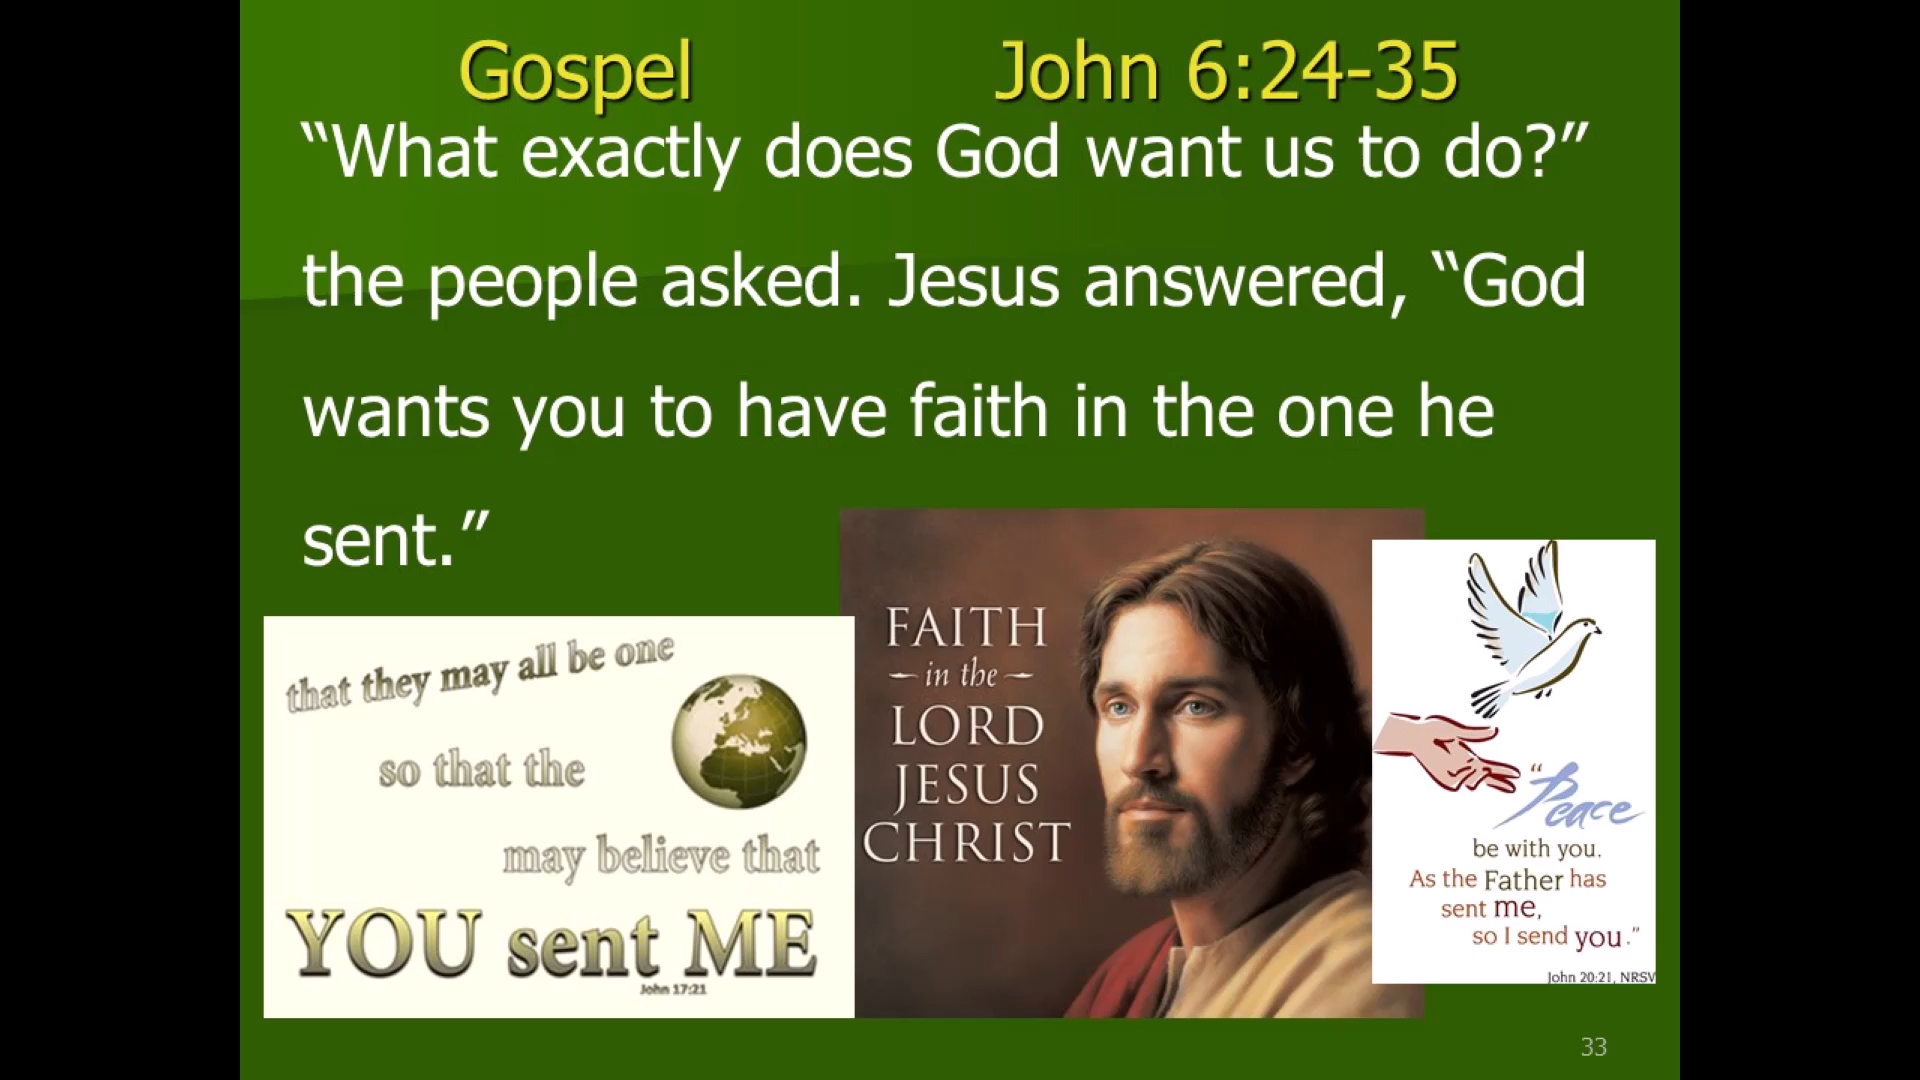 Gospel John 6:24-35
“What exactly does God want us to do?”
the people asked. Jesus answered, “God
wants you to have faith in the one he
sent.”
that they may all be one
so that the
may believe that
YOU sent ME
John 17:21
FAITH
in the
LORD
JESUS
CHRIST
“Peace
be with you.
As the Father has
sent me,
so I send you.”
John 20:21, NRSV
33